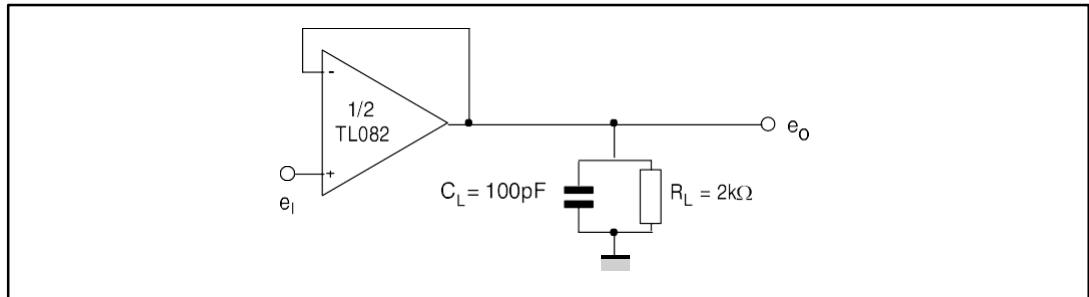 -
1/2
TL082
+
e_I
e_o
C_L = 100pF
R_L = 2kΩ